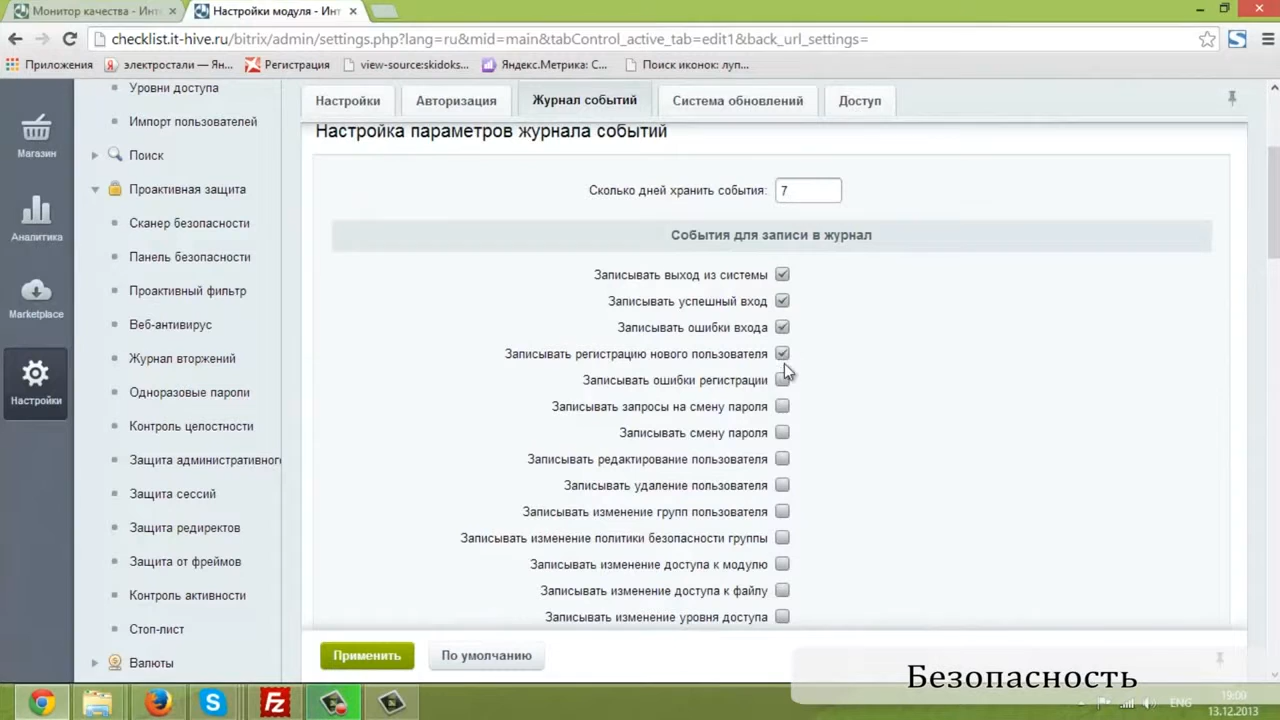 Монитор качества - Инт
Настройки модуля - Инт
checklist.it-hive.ru/bitrix/admin/settings.php?lang=ru&mid=main&tabControl_active_tab=edit1&back_url_settings=
Приложения
электростали — Ян...
Регистрация
view-source:skidoks...
Яндекс.Метрика: С...
Поиск иконок: луп...
Магазин
Аналитика
Marketplace
Настройки
Уровни доступа
Импорт пользователей
Поиск
Проактивная защита
Сканер безопасности
Панель безопасности
Проактивный фильтр
Веб-антивирус
Журнал вторжений
Одноразовые пароли
Контроль целостности
Защита административног
Защита сессий
Защита редиректов
Защита от фреймов
Контроль активности
Стоп-лист
Валюты
Настройки
Авторизация
Журнал событий
Система обновлений
Доступ
Настройка параметров журнала событий
Сколько дней хранить события: 7
События для записи в журнал
Записывать выход из системы
Записывать успешный вход
Записывать ошибки входа
Записывать регистрацию нового пользователя
Записывать ошибки регистрации
Записывать запросы на смену пароля
Записывать смену пароля
Записывать редактирование пользователя
Записывать удаление пользователя
Записывать изменение групп пользователя
Записывать изменение политики безопасности группы
Записывать изменение доступа к модулю
Записывать изменение доступа к файлу
Записывать изменение уровня доступа
Применить
По умолчанию
Безопасность
ENG
19:00
13.12.2013